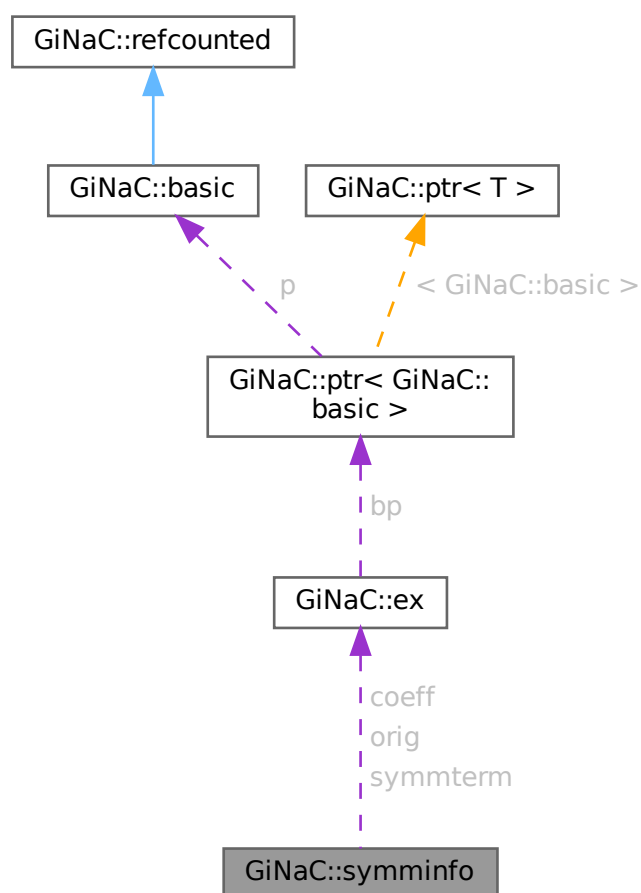 GiNaC::refcounted
GiNaC::basic
GiNaC::ptr< T >
p
< GiNaC::basic >
GiNaC::ptr< GiNaC::
basic >
bp
GiNaC::ex
coeff
orig
symmterm
GiNaC::symminfo